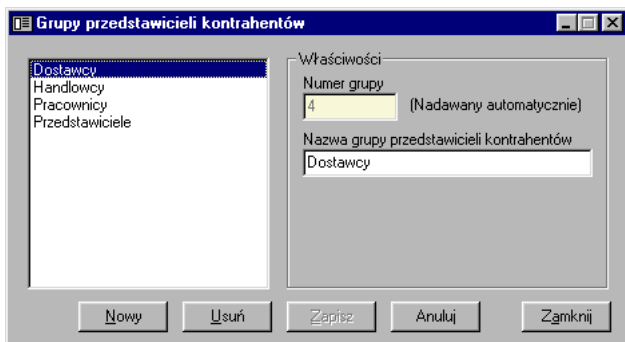 Grupy przedstawicieli kontrahentów
Dostawcy
Handlowcy
Pracownicy
Przedstawiciele
Właściwości
Numer grupy
4 (Nadawany automatycznie)
Nazwa grupy przedstawicieli kontrahentów
Dostawcy
Nowy Usuń Zapisz Anuluj Zamknij